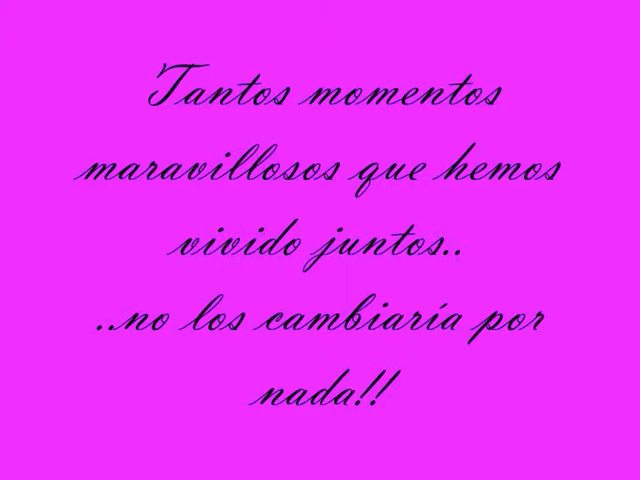 Tantos momentos
maravillosos que hemos
vivido juntos..
..no los cambiaría por
nada!!